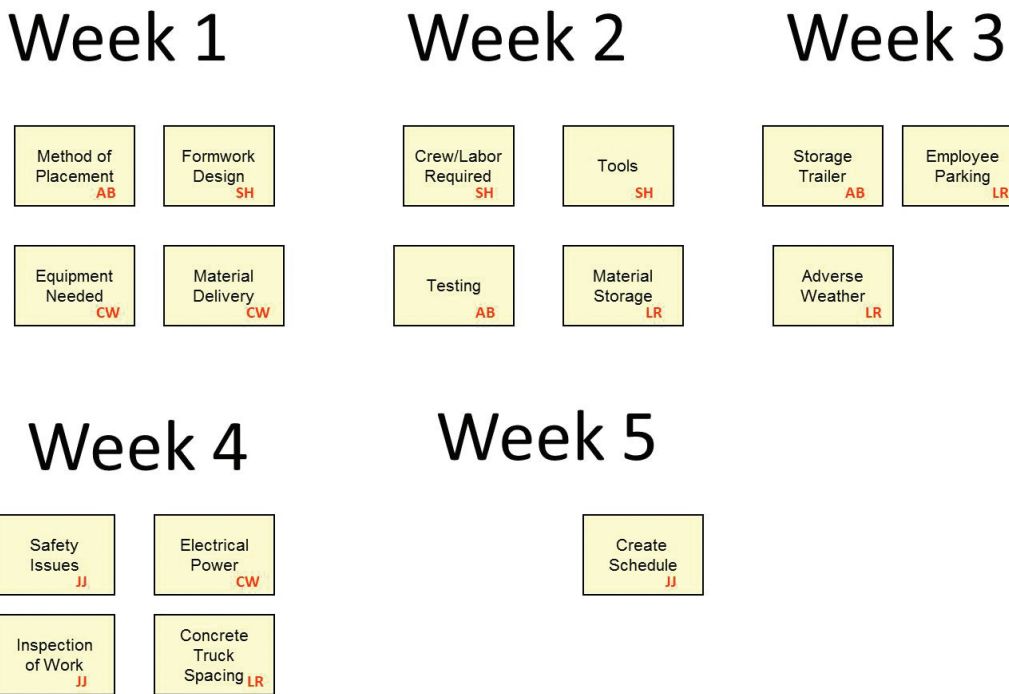 Week 1
Week 2
Week 3
Method of
Placement
AB
Formwork
Design
SH
Crew/Labor
Required
SH
Tools
SH
Storage
Trailer
AB
Employee
Parking
LR
Equipment
Needed
CW
Material
Delivery
CW
Testing
AB
Material
Storage
LR
Adverse
Weather
LR
Week 4
Week 5
Safety
Issues
JJ
Electrical
Power
CW
Create
Schedule
JJ
Inspection
of Work
JJ
Concrete
Truck
Spacing LR